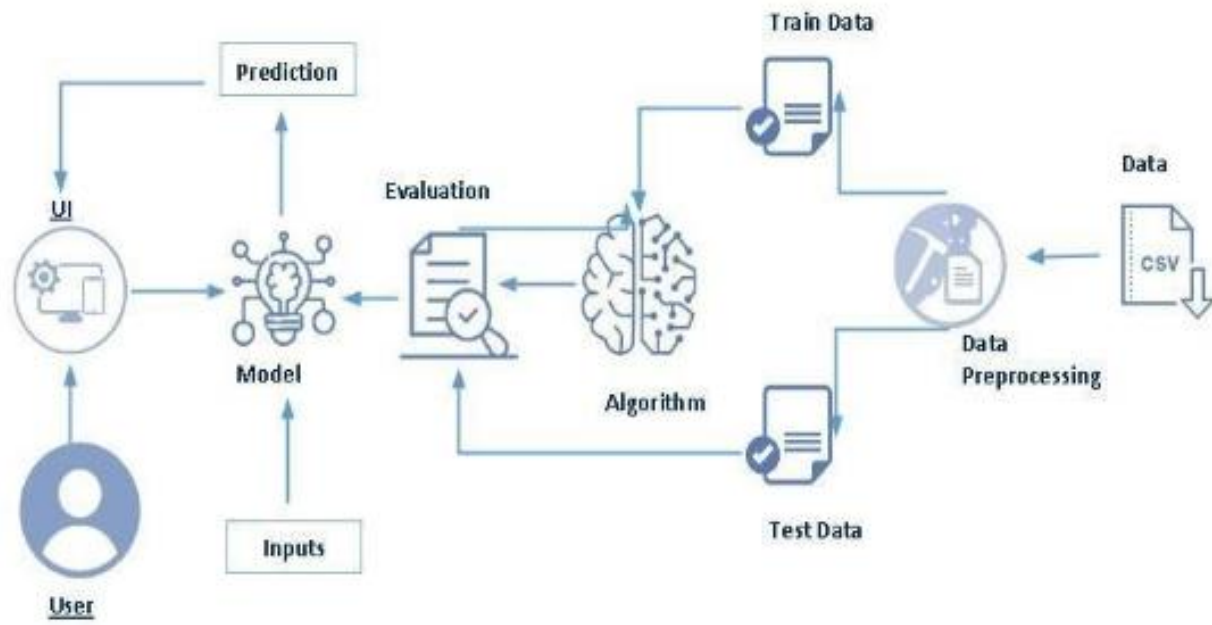 Train Data
Prediction
Data
Evaluation
UI
CSV
Model
Data
Preprocessing
Algorithm
Inputs
Test Data
User